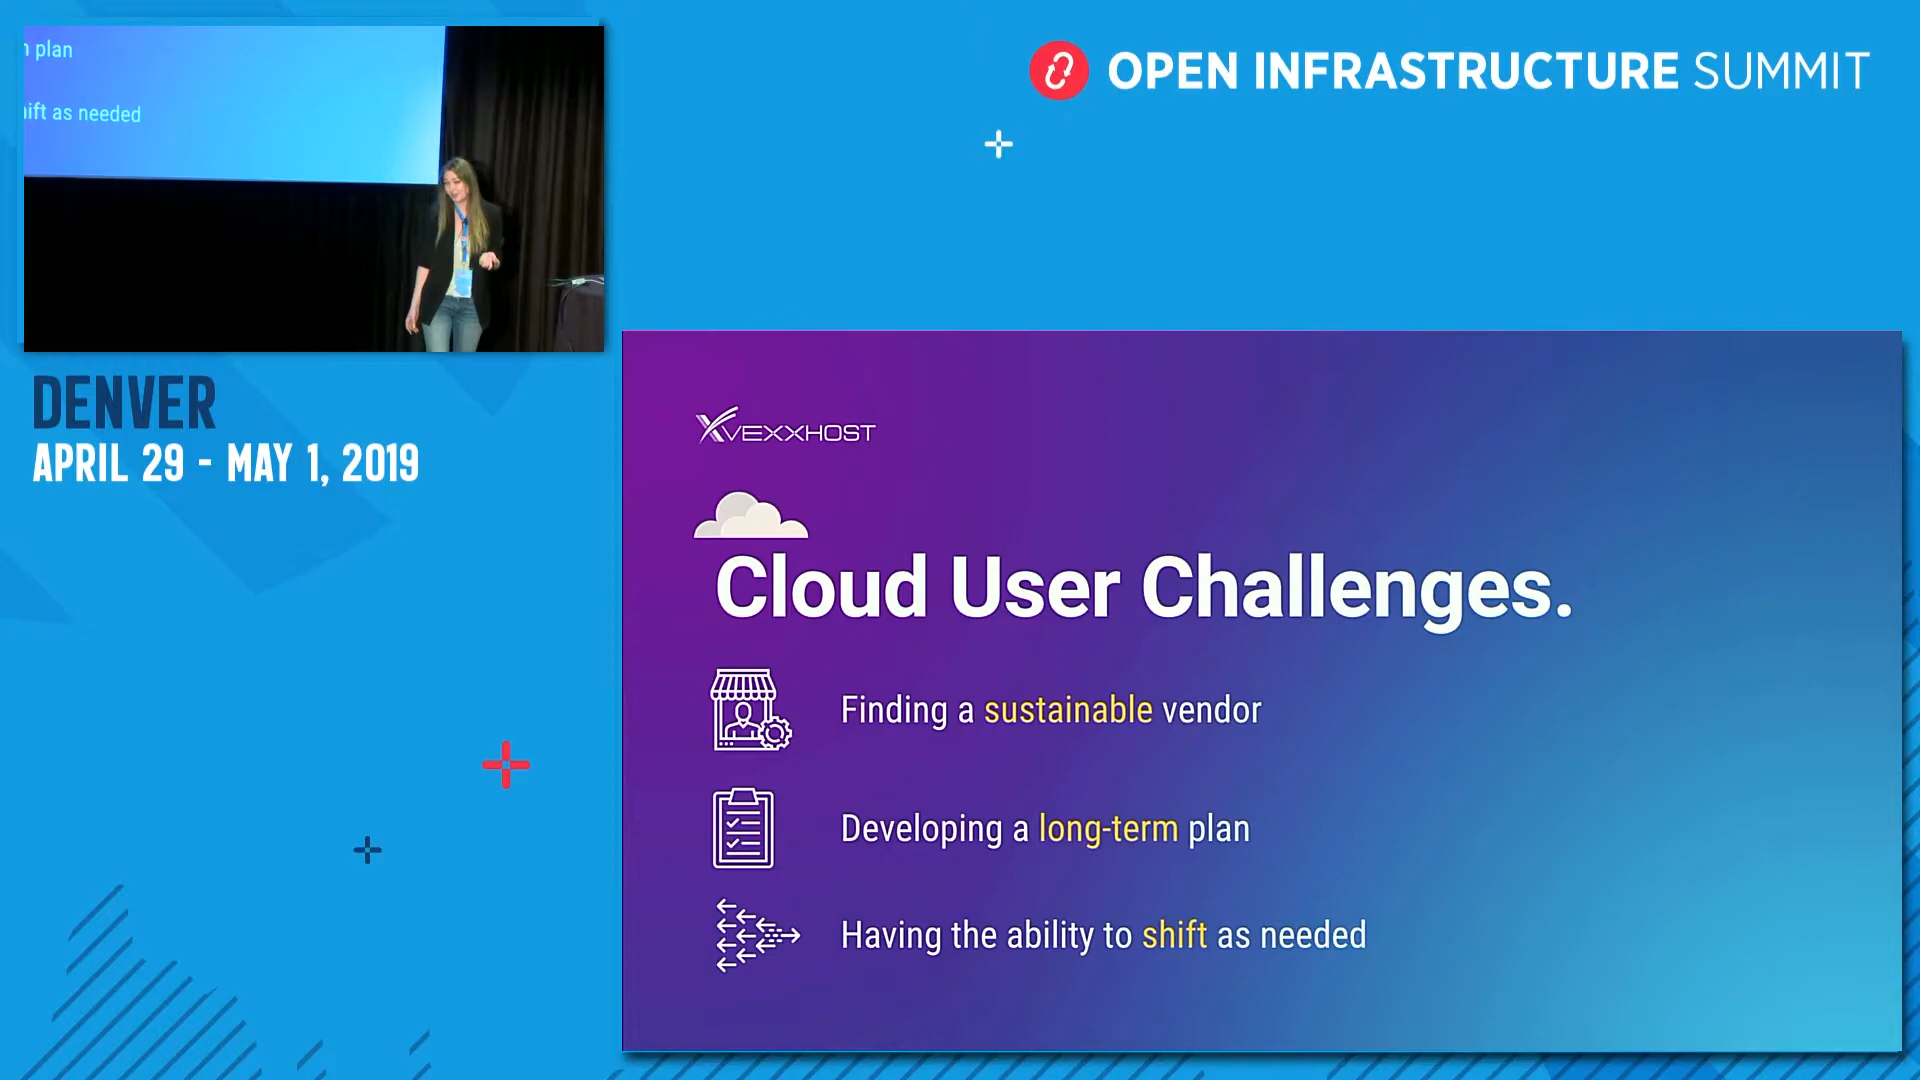 plan
ift as needed
OPEN INFRASTRUCTURE SUMMIT
DENVER
APRIL 29 - MAY 1, 2019
VEXXHOST
Cloud User Challenges.
Finding a sustainable vendor
Developing a long-term plan
Having the ability to shift as needed